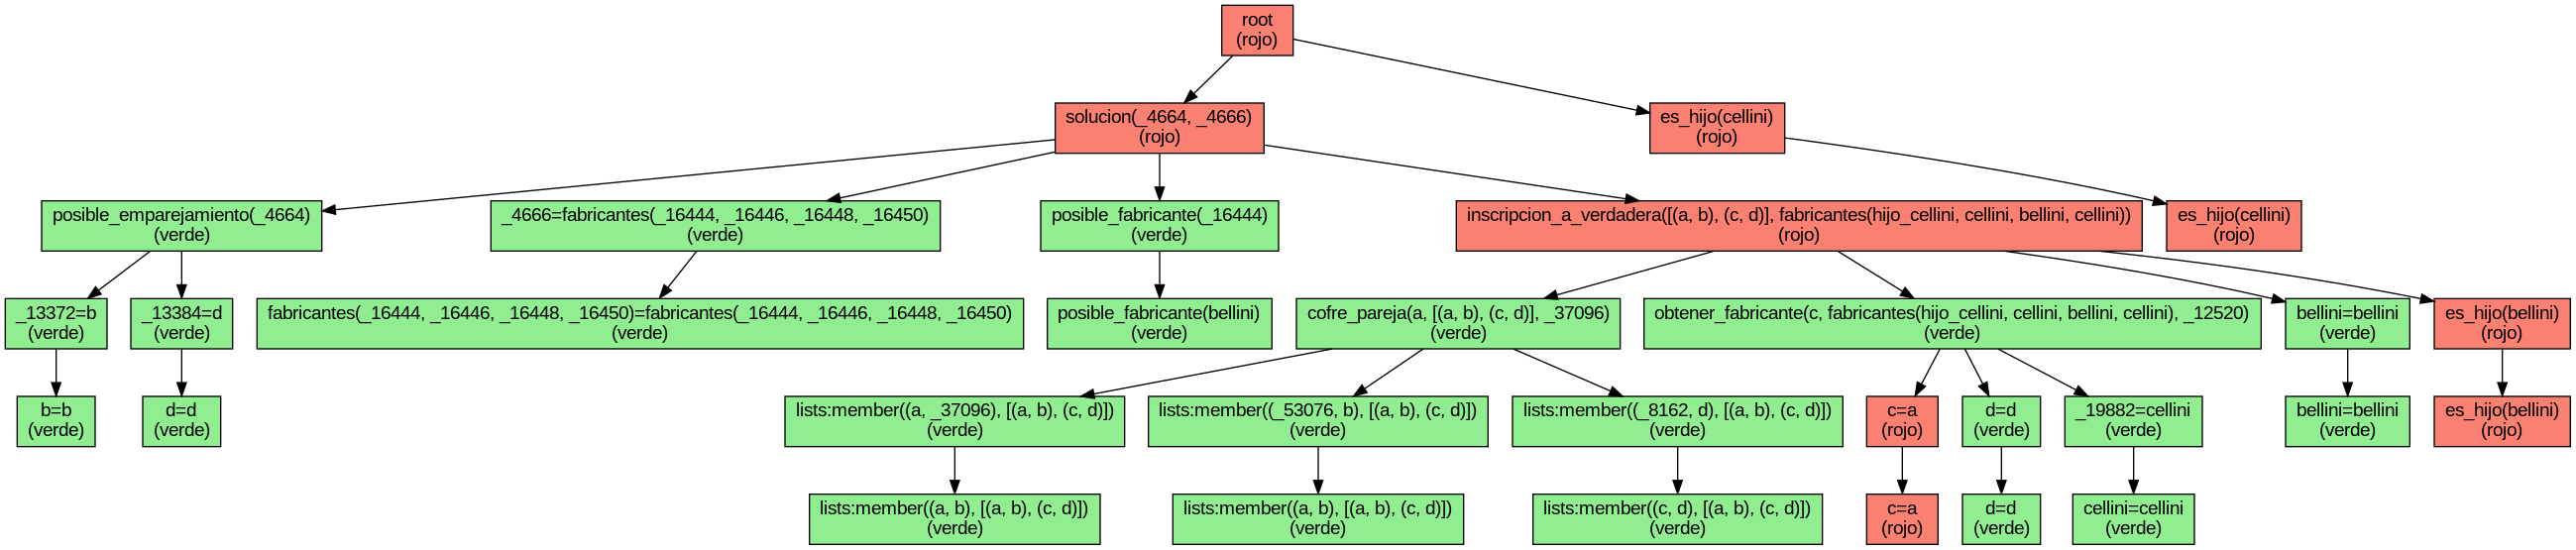 root
(rojo)
solucion(_4664, _4666)
(rojo)
es_hijo(cellini)
(rojo)
posible_emparejamiento(_4664)
(verde)
_4666=fabricantes(_16444, _16446, _16448, _16450)
(verde)
posible_fabricante(_16444)
(verde)
inscripcion_a_verdadera([(a, b), (c, d)], fabricantes(hijo_cellini, cellini, bellini, cellini))
(rojo)
es_hijo(cellini)
(rojo)
_13372=b
(verde)
_13384=d
(verde)
fabricantes(_16444, _16446, _16448, _16450)=fabricantes(_16444, _16446, _16448, _16450)
(verde)
posible_fabricante(bellini)
(verde)
cofre_pareja(a, [(a, b), (c, d)], _37096)
(verde)
obtener_fabricante(c, fabricantes(hijo_cellini, cellini, bellini, cellini), _12520)
(verde)
bellini=bellini
(verde)
es_hijo(bellini)
(rojo)
b=b
(verde)
d=d
(verde)
lists:member((a, _37096), [(a, b), (c, d)])
(verde)
lists:member((_53076, b), [(a, b), (c, d)])
(verde)
lists:member((_8162, d), [(a, b), (c, d)])
(verde)
c=a
(rojo)
d=d
(verde)
_19882=cellini
(verde)
bellini=bellini
(verde)
es_hijo(bellini)
(rojo)
lists:member((a, b), [(a, b), (c, d)])
(verde)
lists:member((a, b), [(a, b), (c, d)])
(verde)
lists:member((c, d), [(a, b), (c, d)])
(verde)
c=a
(rojo)
d=d
(verde)
cellini=cellini
(verde)